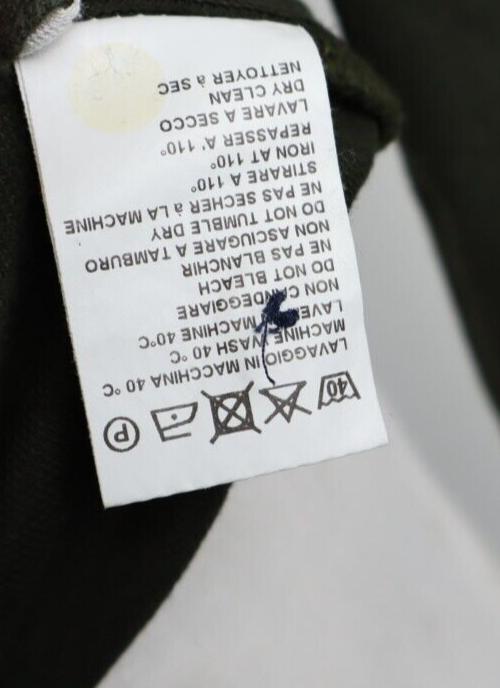 40 P
LAVAGGIO IN MACCHINA 40 °C
MACHINE WASH 40 °C
LAVER MACHINE 40°C
NON CANDEGGIARE
DO NOT BLEACH
NE PAS BLANCHIR
NON ASCIUGARE A TAMBURO
DO NOT TUMBLE DRY
NE PAS SECHER à LA MACHINE
STIRARE A 110°
IRON AT 110°
REPASSER A. 110°
LAVARE A SECCO
DRY CLEAN
NETTOYER à SEC